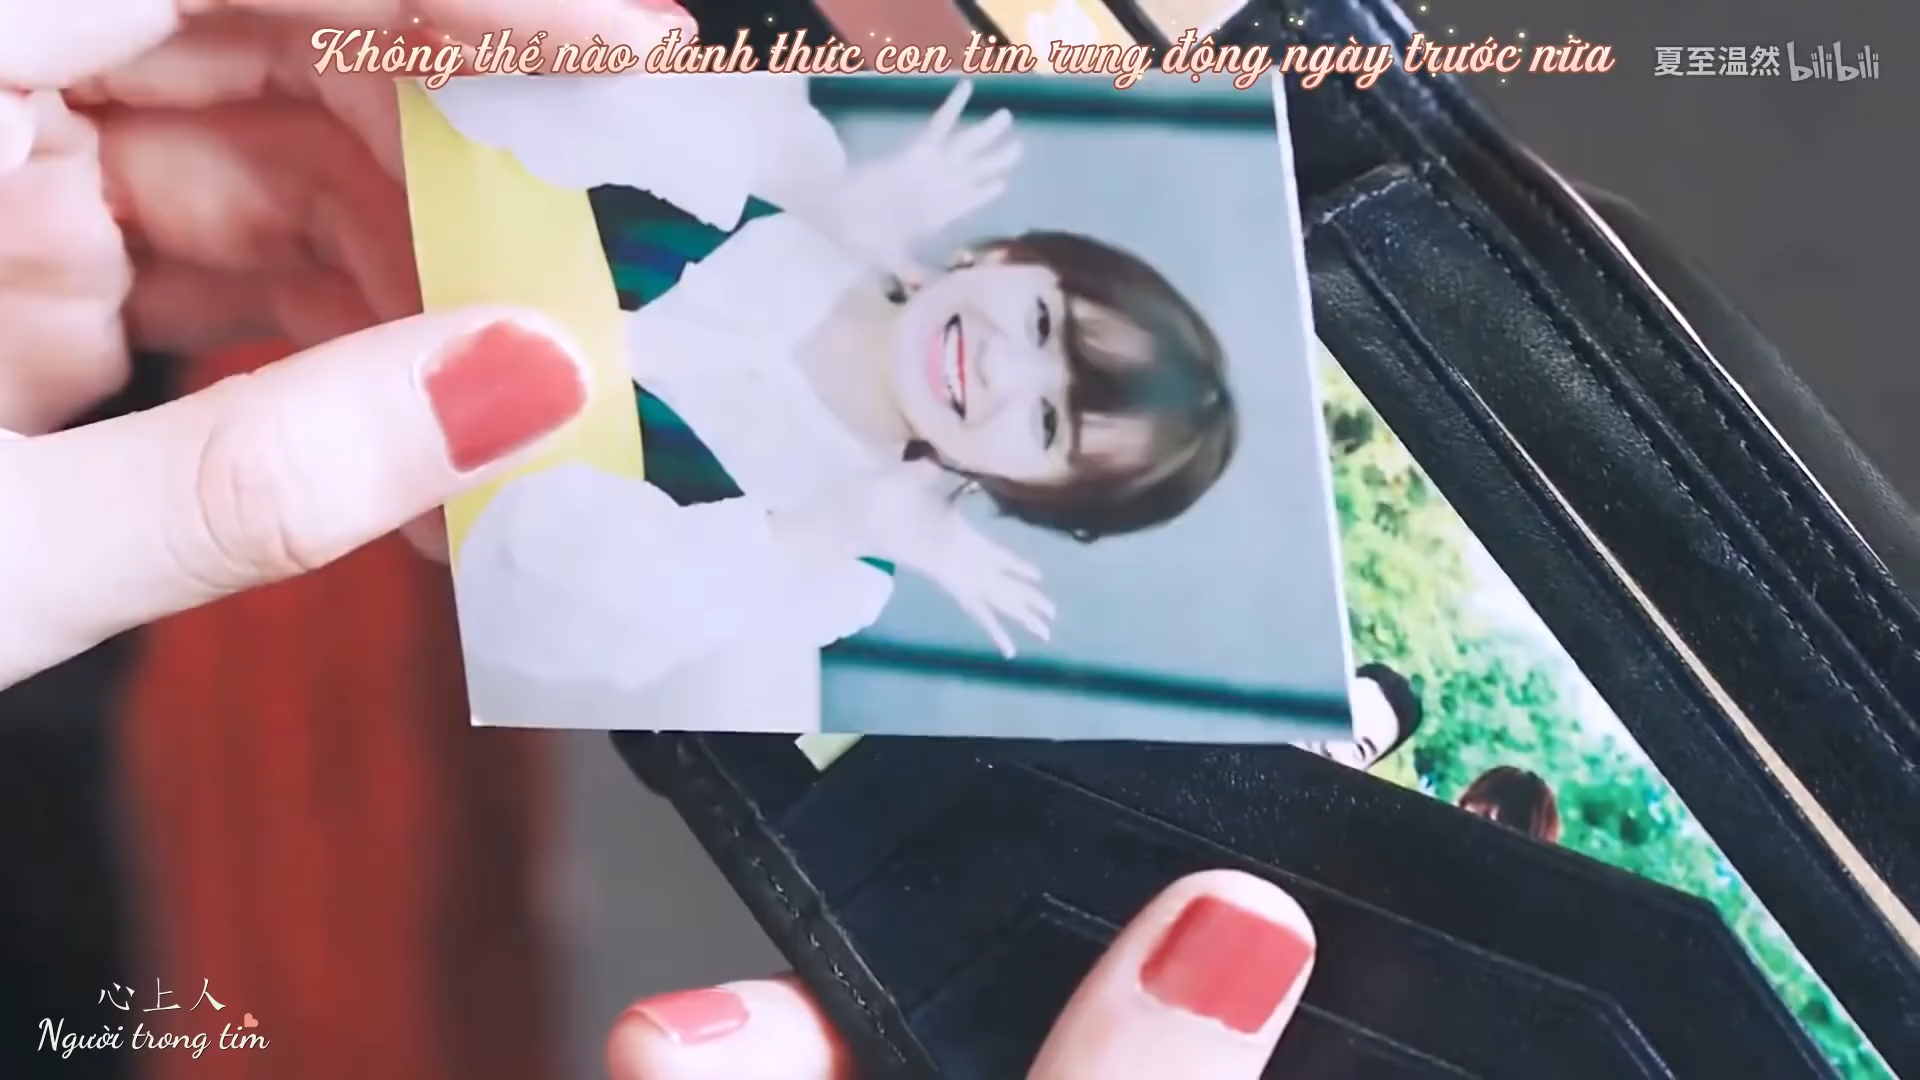 Không thể nào đánh thức con tim rung động ngày trước nữa
夏至温然 bilibili
心上人
Người trong tim